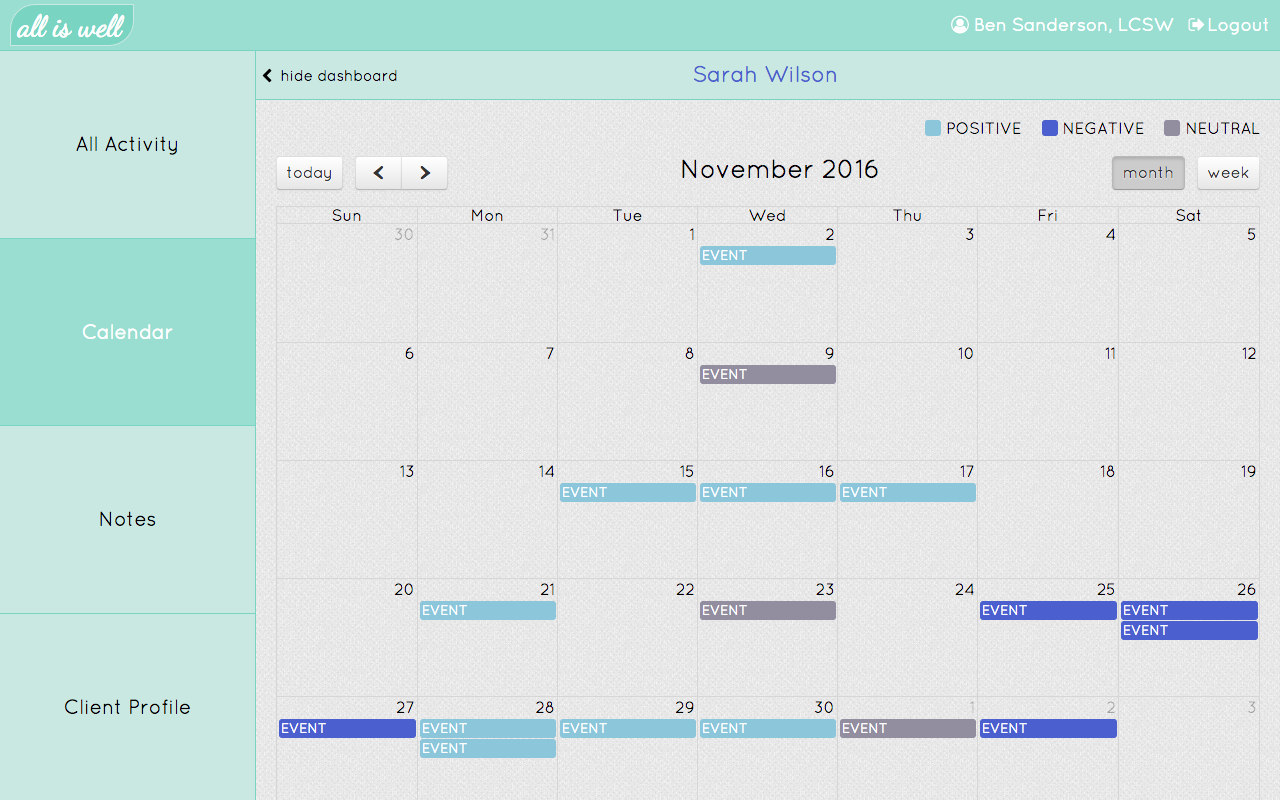 all is well
Ben Sanderson, LCSW Logout
hide dashboard Sarah Wilson
All Activity
Calendar
Notes
Client Profile
POSITIVE NEGATIVE NEUTRAL
today November 2016 month week
Sun Mon Tue Wed Thu Fri Sat
30 31 1 2 3 4 5
EVENT
6 7 8 9 10 11 12
EVENT
13 14 15 16 17 18 19
EVENT EVENT EVENT
20 21 22 23 24 25 26
EVENT EVENT EVENT EVENT
EVENT
27 28 29 30 1 2 3
EVENT EVENT EVENT EVENT EVENT EVENT
EVENT